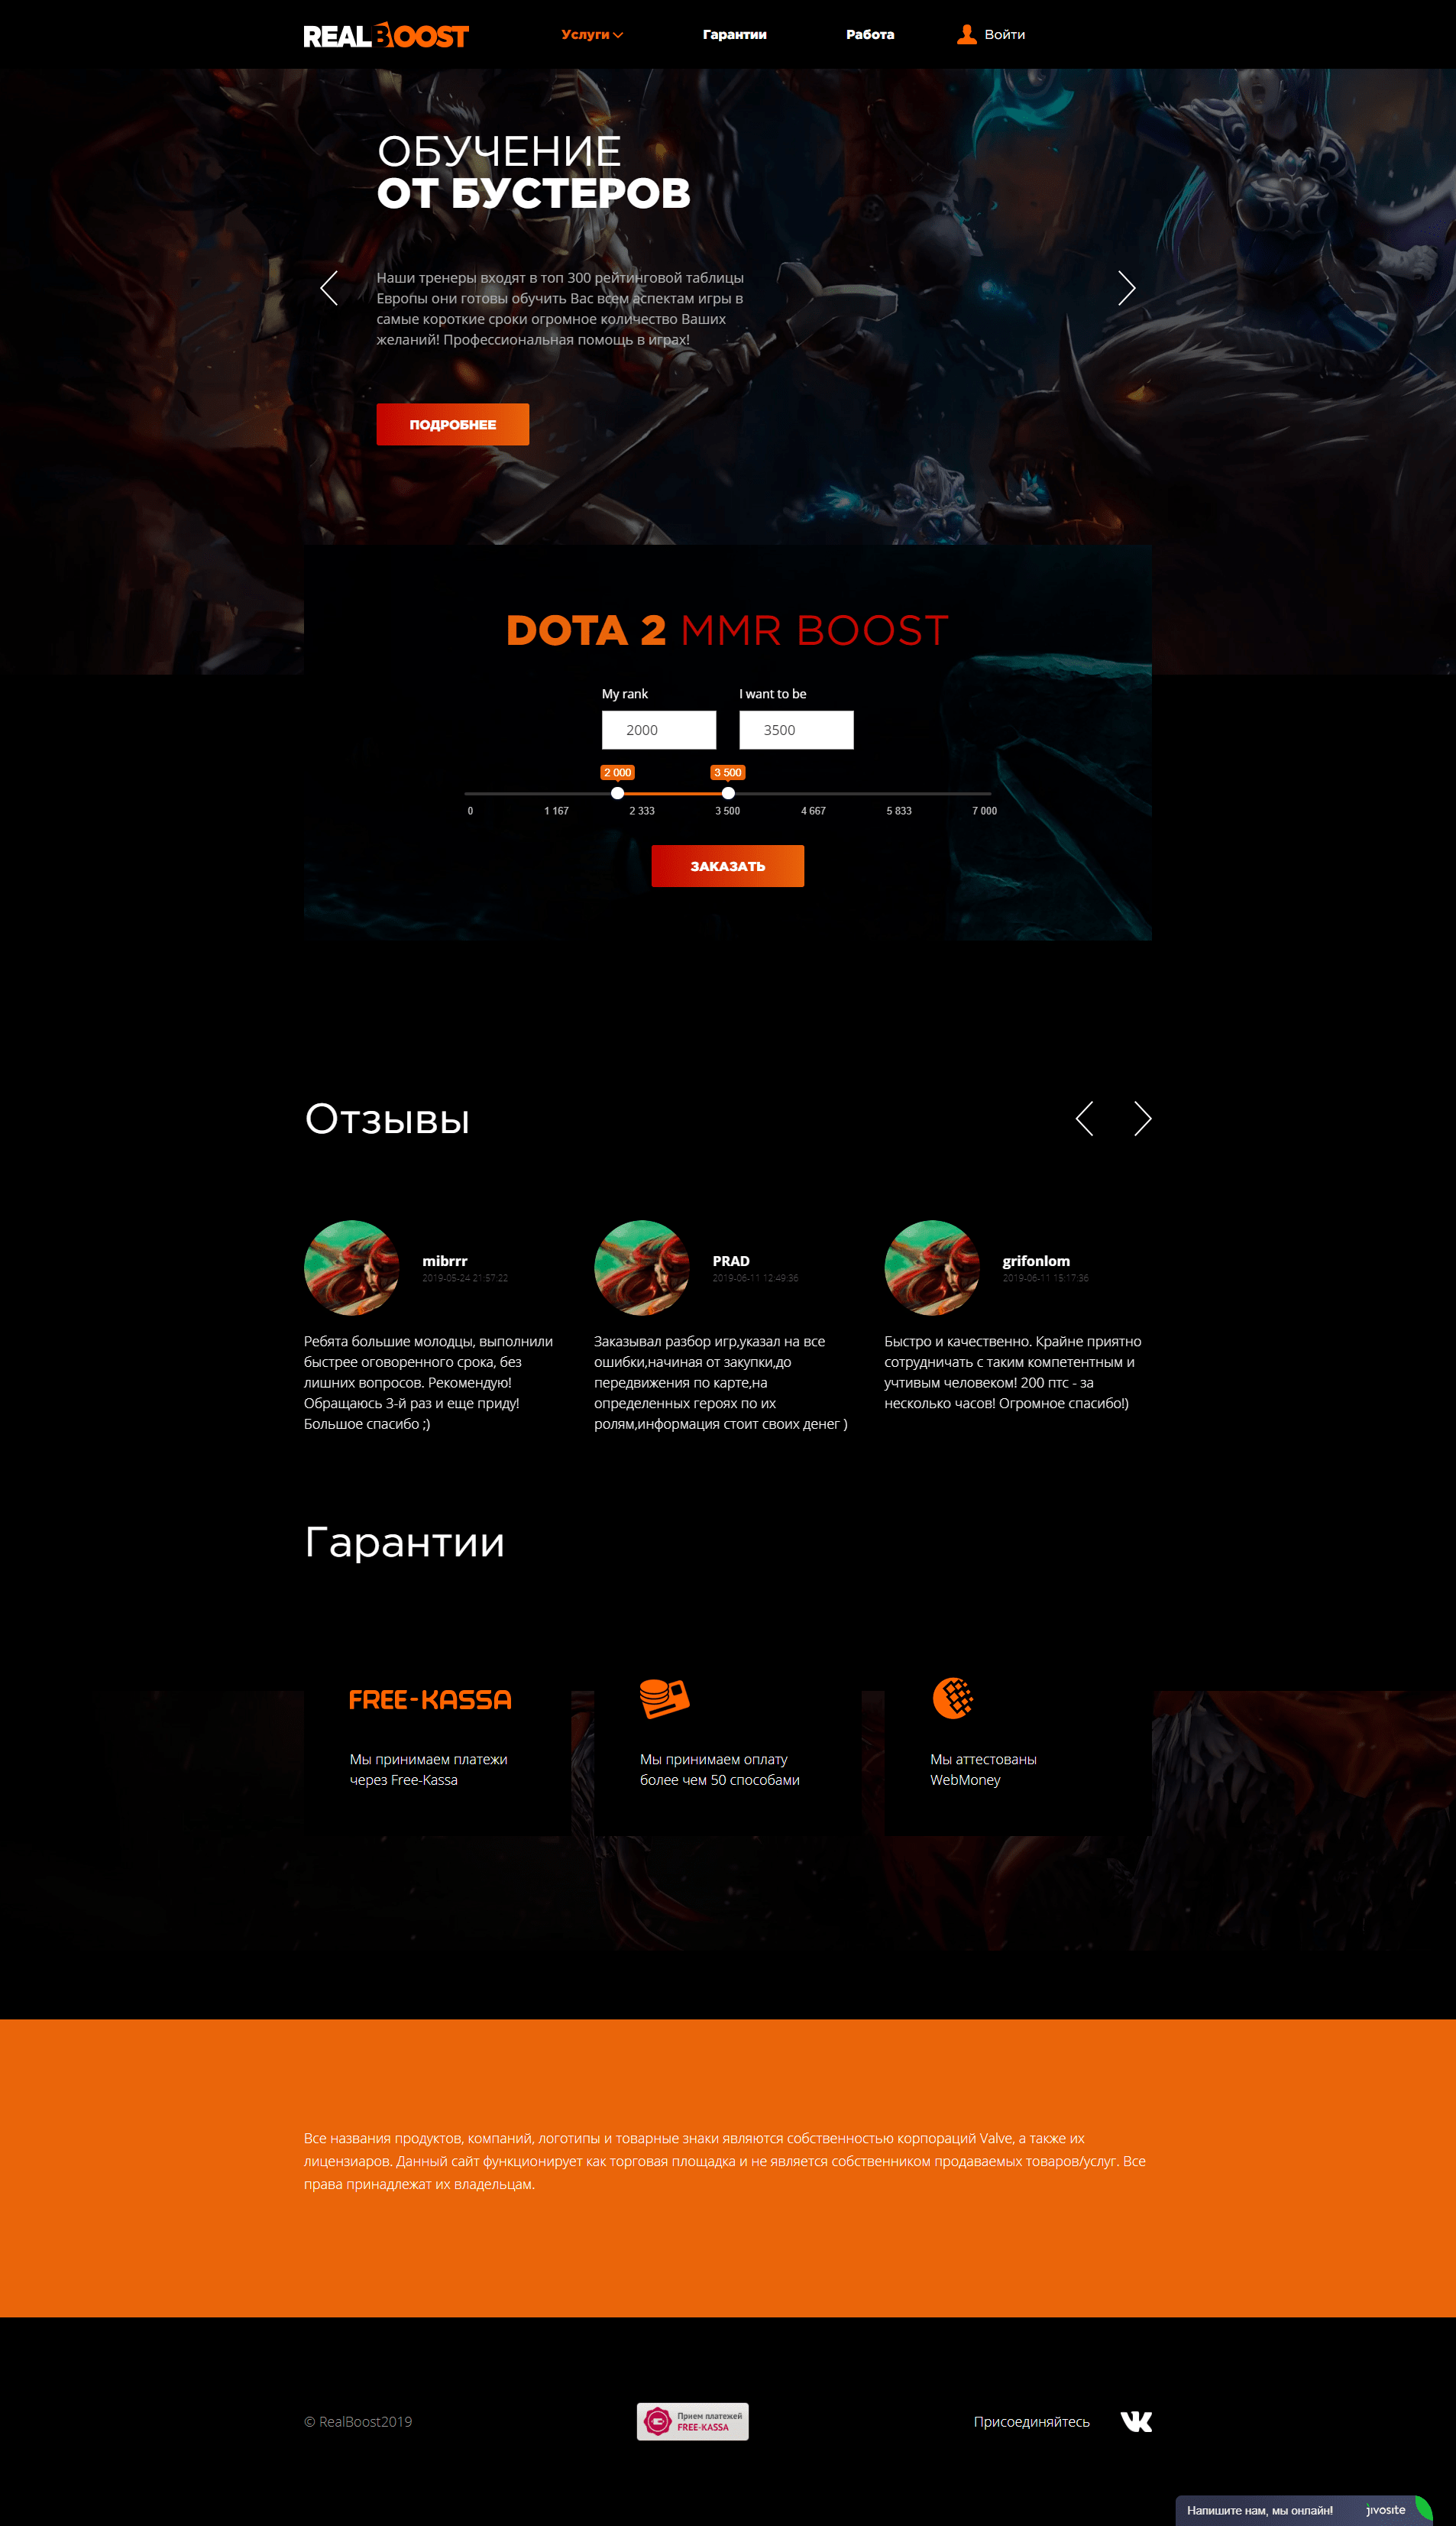 REALBOOST
Услуги
Гарантии
Работа
Войти
ОБУЧЕНИЕ
ОТ БУСТЕРОВ
Наши тренеры входят в топ 300 рейтинговой таблицы
Европы они готовы обучить Вас всем аспектам игры в
самые короткие сроки огромное количество Ваших
желаний! Профессиональная помощь в играх!
ПОДРОБНЕЕ
DOTA 2 MMR BOOST
My rank
I want to be
2000
3500
2 000
3 500
0 1 167 2 333 3 500 4 667 5 833 7 000
ЗАКАЗАТЬ
Отзывы
mibrrr
2019-05-24 21:57:22
Ребята большие молодцы, выполнили
быстрее оговоренного срока, без
лишних вопросов. Рекомендую!
Обращаюсь 3-й раз и еще приду!
Большое спасибо ;)
PRAD
2019-06-11 12:49:36
Заказывал разбор игр,указал на все
ошибки,начиная от закупки,до
передвижения по карте,на
определенных героях по их
ролям,информация стоит своих денег )
grifonlom
2019-06-11 15:17:36
Быстро и качественно. Крайне приятно
сотрудничать с таким компетентным и
учтивым человеком! 200 птс - за
несколько часов! Огромное спасибо!)
Гарантии
FREE-KASSA
Мы принимаем платежи
через Free-Kassa
Мы принимаем оплату
более чем 50 способами
Мы аттестованы
WebMoney
Все названия продуктов, компаний, логотипы и товарные знаки являются собственностью корпораций Valve, а также их
лицензиаров. Данный сайт функционирует как торговая площадка и не является собственником продаваемых товаров/услуг. Все
права принадлежат их владельцам.
© RealBoost2019
Прием платежей
FREE-KASSA
Присоединяйтесь
Напишите нам, мы онлайн!
jivosite